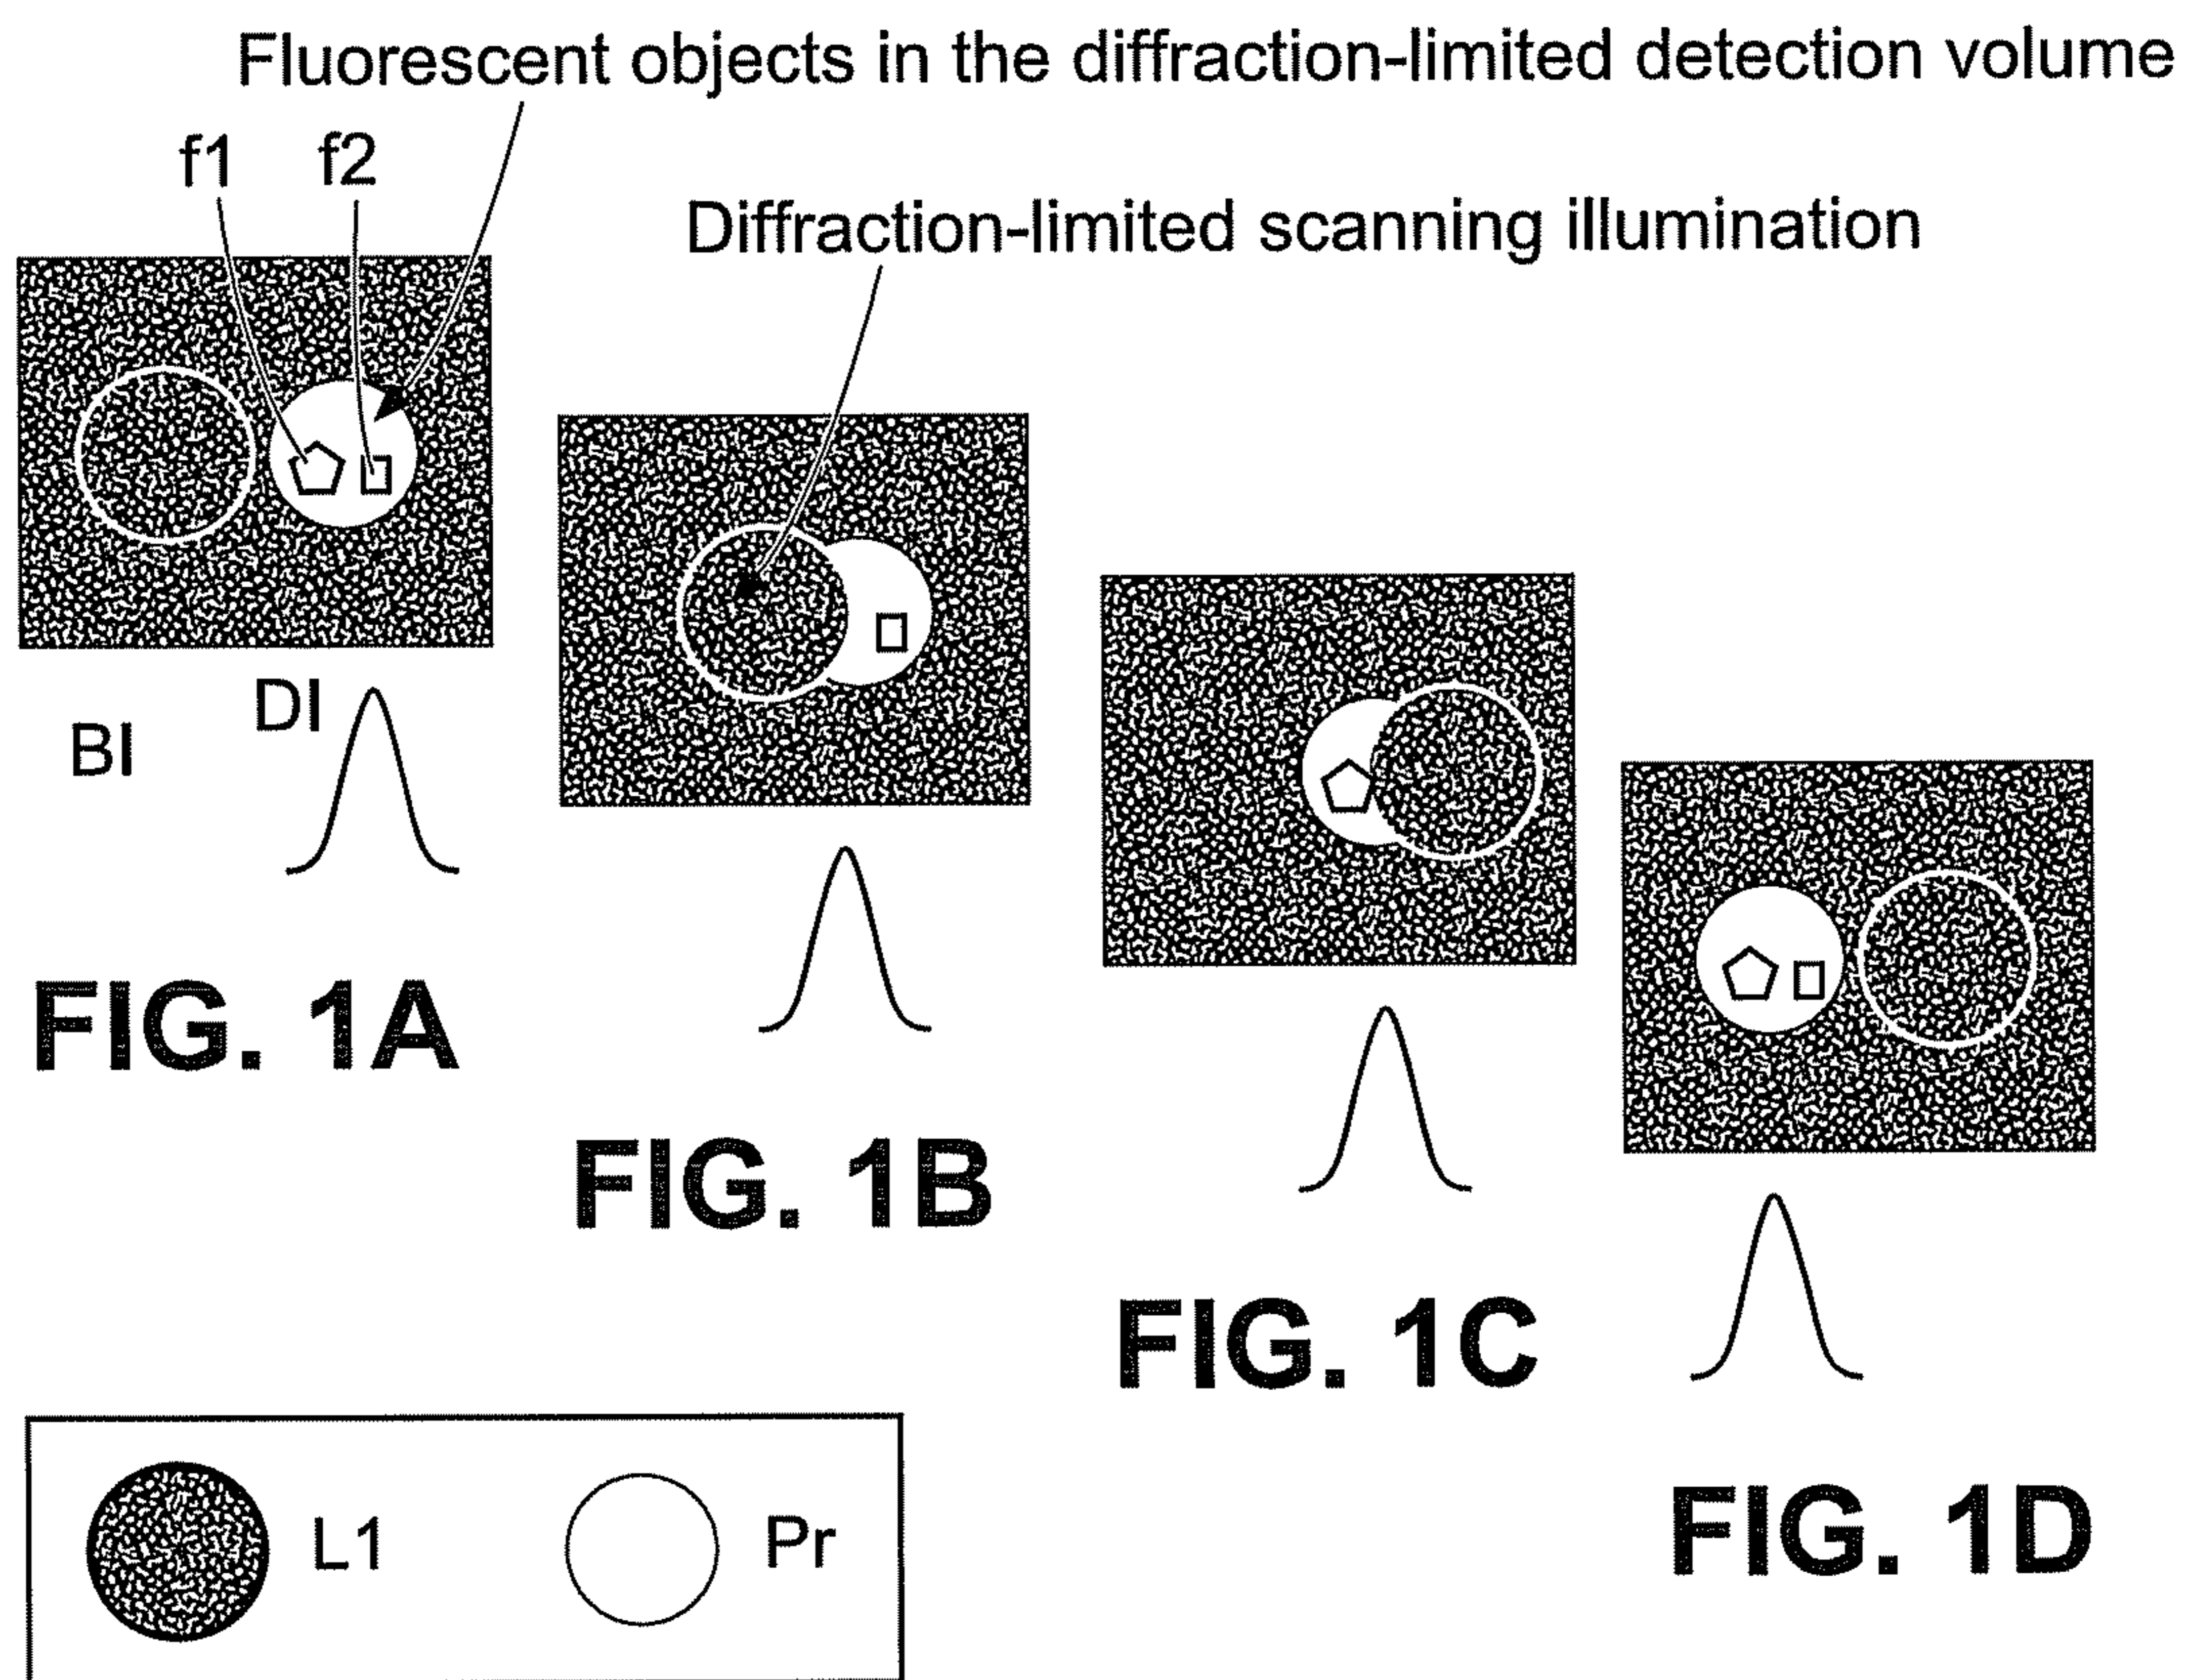 Fluorescent objects in the diffraction-limited detection volume
f1 f2
Diffraction-limited scanning illumination
BI
DI
FIG. 1A
FIG. 1B
FIG. 1C
FIG. 1D
L1
Pr